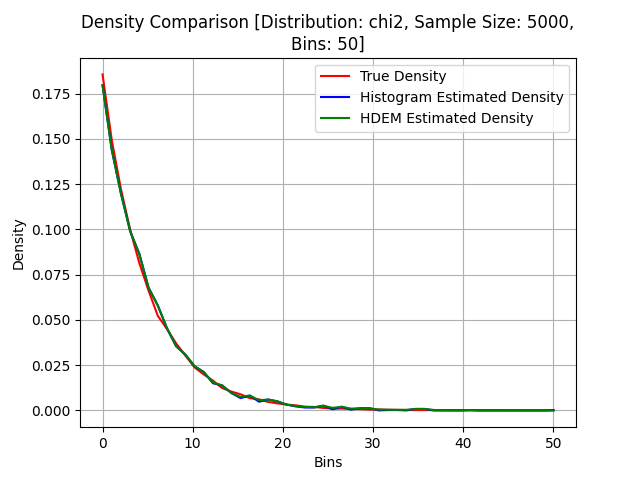 Density Comparison [Distribution: chi2, Sample Size: 5000,
Bins: 50]
True Density
Histogram Estimated Density
HDEM Estimated Density
Density
0.175
0.150
0.125
0.100
0.075
0.050
0.025
0.000
0 10 20 30 40 50
Bins